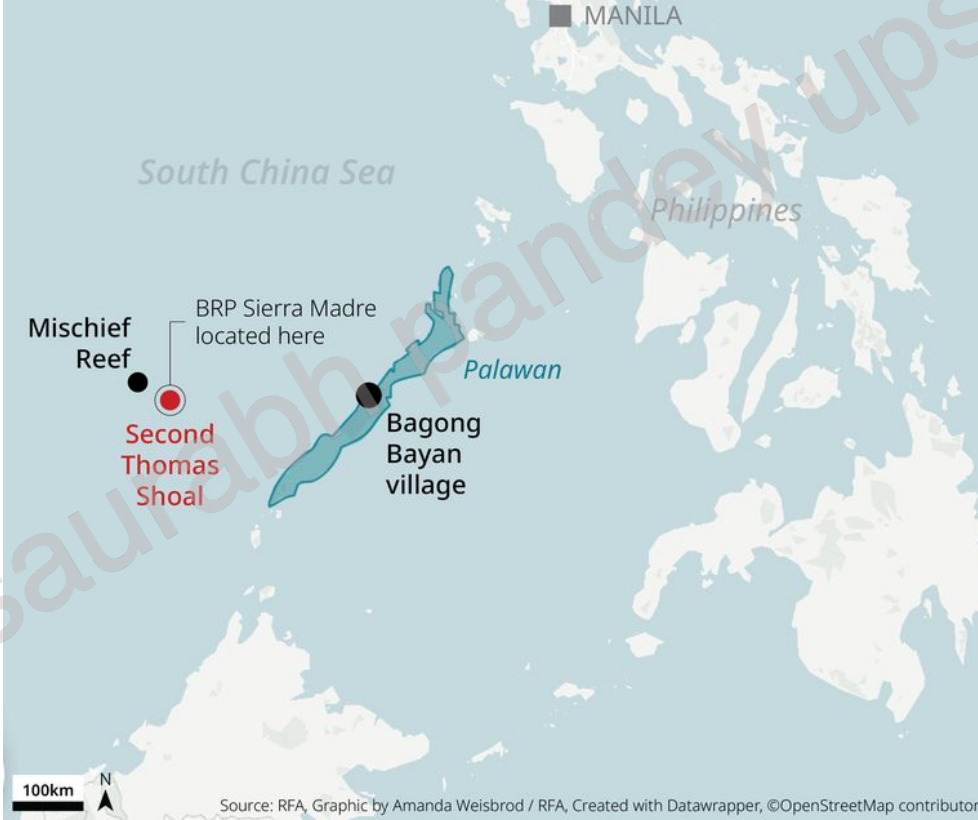 MANILA
South China Sea
Philippines
BRP Sierra Madre
located here
Mischief
Reef
Palawan
Second
Thomas
Shoal
Bagong
Bayan
village
100km
N
Source: RFA, Graphic by Amanda Weisbrod / RFA, Created with Datawrapper, ©OpenStreetMap contributor
saurabh pandey ups